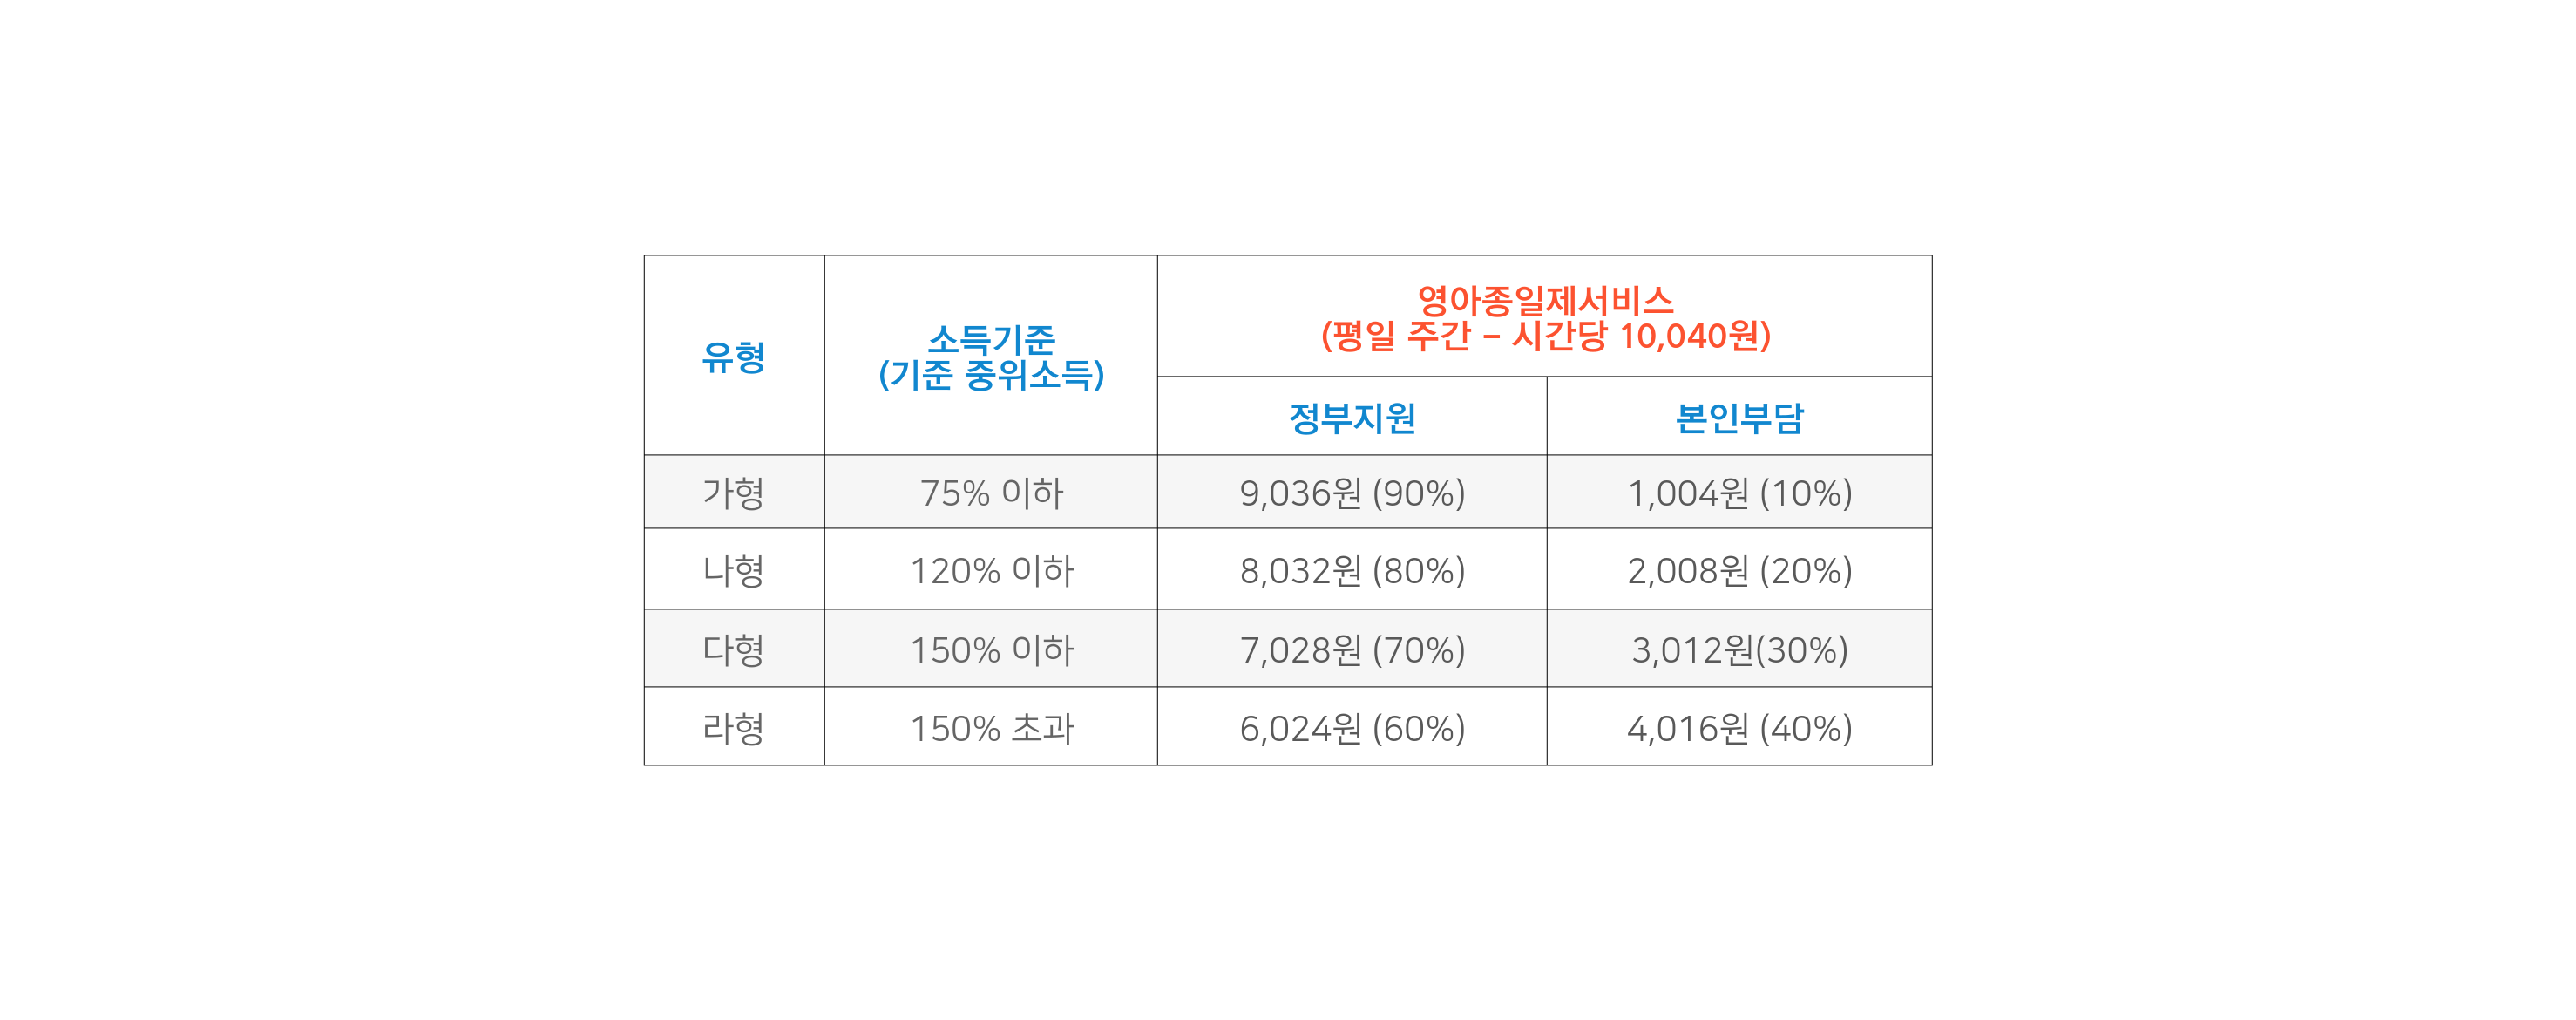 유형
소득기준
(기준 중위소득)
영아종일제서비스
(평일 주간 – 시간당 10,040원)
정부지원
본인부담
가형 75% 이하 9,036원 (90%) 1,004원 (10%)
나형 120% 이하 8,032원 (80%) 2,008원 (20%)
다형 150% 이하 7,028원 (70%) 3,012원(30%)
라형 150% 초과 6,024원 (60%) 4,016원 (40%)